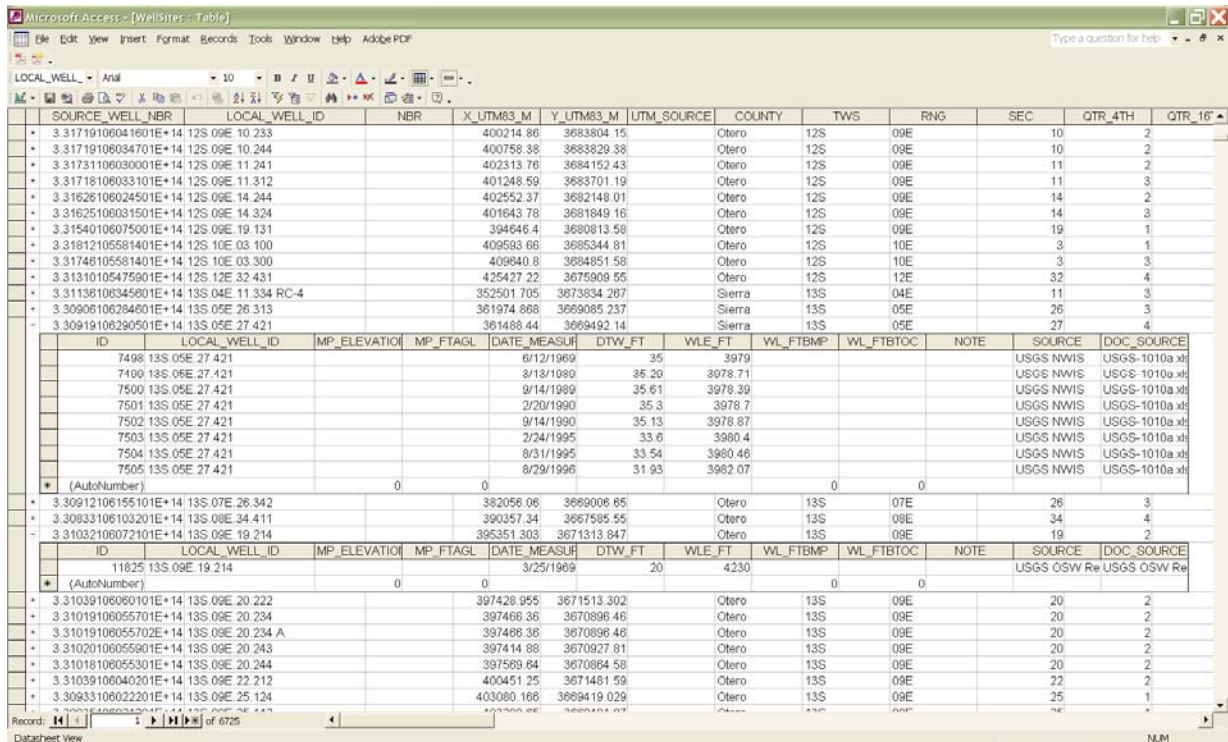 Microsoft Access - [WellSites : Table]
File Edit View Insert Format Records Tools Window Help Adobe PDF Type a question for help
LOCAL_WELL_ Arial 10 B I U
SOURCE_WELL_NBR LOCAL_WELL_ID NBR X_UTM83_M Y_UTM83_M UTM_SOURCE COUNTY TWS RNG SEC QTR_4TH QTR_16T
+ 3.31719106041601E+14 12S.09E.10.233 400214.86 3683804.15 Otero 12S 09E 10 2
+ 3.31719106034701E+14 12S.09E.10.244 400758.38 3683829.38 Otero 12S 09E 10 2
+ 3.31731106030001E+14 12S.09E.11.241 402313.76 3684152.43 Otero 12S 09E 11 2
+ 3.31718106033101E+14 12S.09E.11.312 401248.59 3683701.19 Otero 12S 09E 11 3
+ 3.31626106024501E+14 12S.09E.14.244 402552.37 3682148.01 Otero 12S 09E 14 2
+ 3.31625106031501E+14 12S.09E.14.324 401643.78 3681849.16 Otero 12S 09E 14 3
+ 3.31540106075001E+14 12S.09E.19.131 394646.4 3680813.58 Otero 12S 09E 19 1
+ 3.31812105581401E+14 12S.10E.03.100 409593.66 3685344.81 Otero 12S 10E 3 1
+ 3.31746105581401E+14 12S.10E.03.300 409640.8 3684851.58 Otero 12S 10E 3 3
+ 3.31310105475901E+14 12S.12E.32.431 425427.22 3675909.55 Otero 12S 12E 32 4
+ 3.31136106345601E+14 13S.04E.11.334 RC-4 352501.705 3673834.267 Sierra 13S 04E 11 3
+ 3.30906106284601E+14 13S.05E.26.313 361974.868 3669085.237 Sierra 13S 05E 26 3
- 3.30919106290501E+14 13S.05E.27.421 361488.44 3669492.14 Sierra 13S 05E 27 4
ID LOCAL_WELL_ID MP_ELEVATIO MP_FTAGL DATE_MEASUR DTW_FT WLE_FT WL_FTBMP WL_FTBTOC NOTE SOURCE DOC_SOURCE
7498 13S.05E.27.421 6/12/1969 35 3979 USGS NWIS USGS-1010a.xls
7499 13S.05E.27.421 3/13/1989 35.29 3978.71 USGS NWIS USGS-1010a.xls
7500 13S.05E.27.421 9/14/1989 35.61 3978.39 USGS NWIS USGS-1010a.xls
7501 13S.05E.27.421 2/20/1990 35.3 3978.7 USGS NWIS USGS-1010a.xls
7502 13S.05E.27.421 9/14/1990 35.13 3978.87 USGS NWIS USGS-1010a.xls
7503 13S.05E.27.421 2/24/1995 33.6 3980.4 USGS NWIS USGS-1010a.xls
7504 13S.05E.27.421 8/31/1995 33.54 3980.46 USGS NWIS USGS-1010a.xls
7505 13S.05E.27.421 8/29/1996 31.93 3982.07 USGS NWIS USGS-1010a.xls
* (AutoNumber) 0 0 0 0
+ 3.30912106155101E+14 13S.07E.26.342 382056.06 3669006.65 Otero 13S 07E 26 3
+ 3.30833106103201E+14 13S.08E.34.411 390357.34 3667585.55 Otero 13S 08E 34 4
- 3.31032106072101E+14 13S.09E.19.214 395351.303 3671313.847 Otero 13S 09E 19 2
ID LOCAL_WELL_ID MP_ELEVATIO MP_FTAGL DATE_MEASUR DTW_FT WLE_FT WL_FTBMP WL_FTBTOC NOTE SOURCE DOC_SOURCE
11825 13S.09E.19.214 3/25/1969 20 4230 USGS OSW Re USGS OSW Re
* (AutoNumber) 0 0 0 0
+ 3.31039106060101E+14 13S.09E.20.222 397428.955 3671513.302 Otero 13S 09E 20 2
+ 3.31019106055701E+14 13S.09E.20.234 397466.36 3670896.46 Otero 13S 09E 20 2
+ 3.31019106055702E+14 13S.09E.20.234 A 397466.36 3670896.46 Otero 13S 09E 20 2
+ 3.31020106055901E+14 13S.09E.20.243 397414.88 3670927.81 Otero 13S 09E 20 2
+ 3.31018106055301E+14 13S.09E.20.244 397569.64 3670864.58 Otero 13S 09E 20 2
+ 3.31039106040201E+14 13S.09E.22.212 400451.25 3671481.59 Otero 13S 09E 22 2
+ 3.30933106022201E+14 13S.09E.25.124 403080.166 3669419.029 Otero 13S 09E 25 1
Record: 1 of 6725
Datasheet View NUM